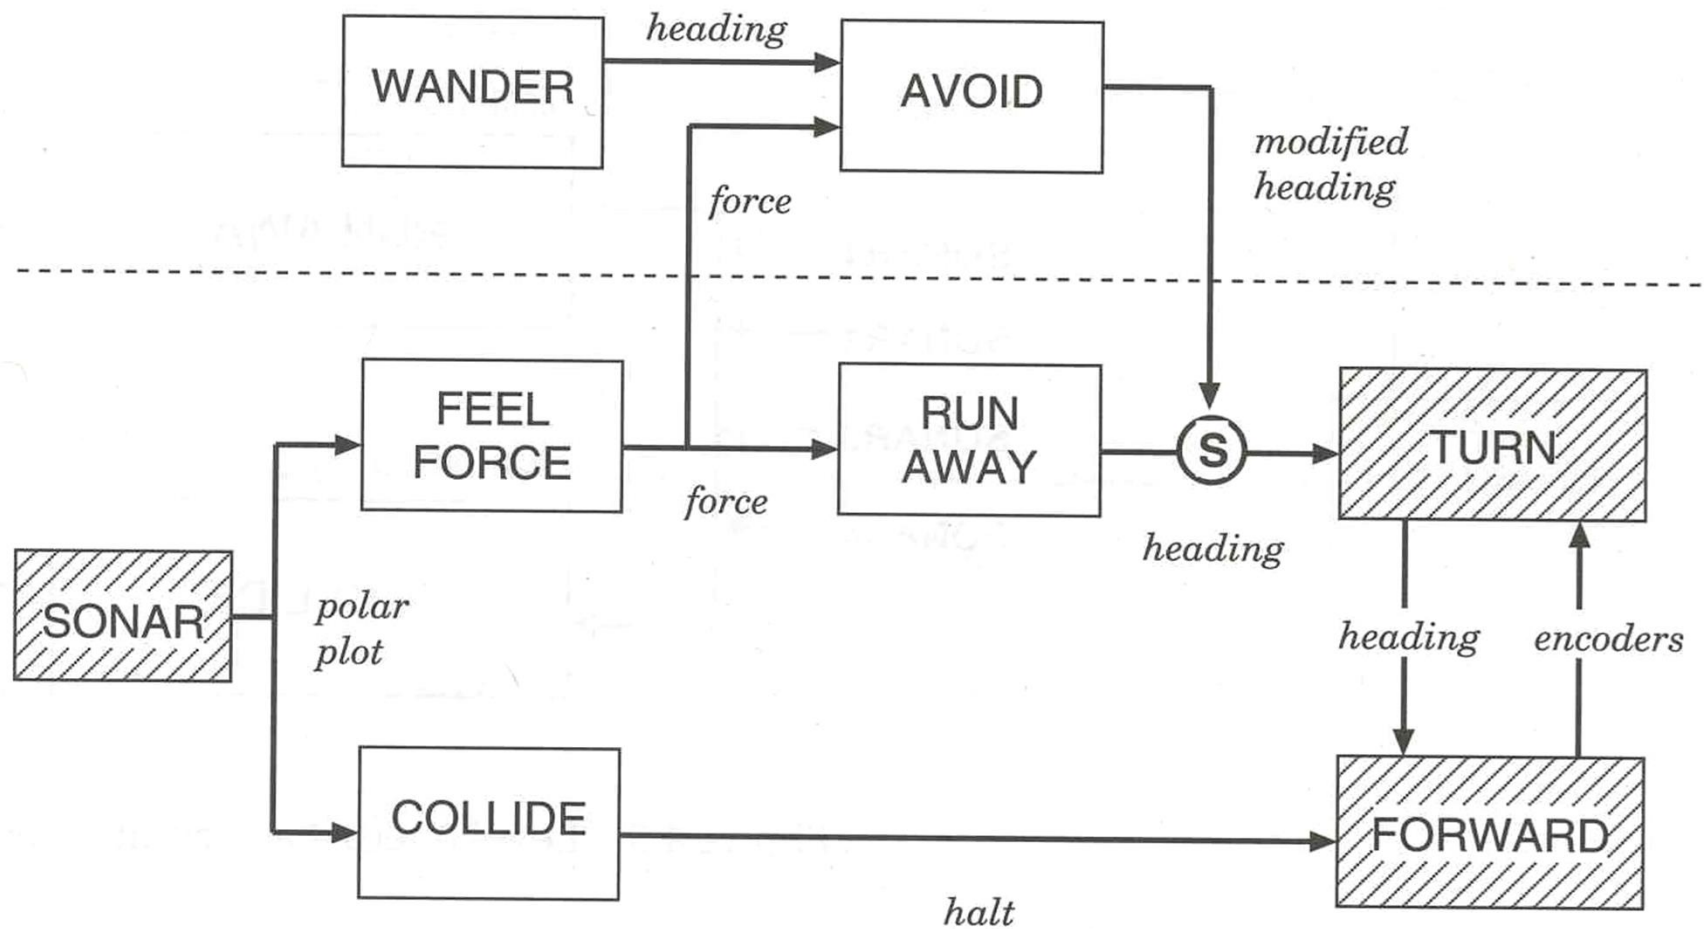 heading
WANDER
AVOID
modified
heading
force
FEEL
FORCE
RUN
AWAY
S
TURN
force
heading
SONAR
polar
plot
heading
encoders
COLLIDE
FORWARD
halt